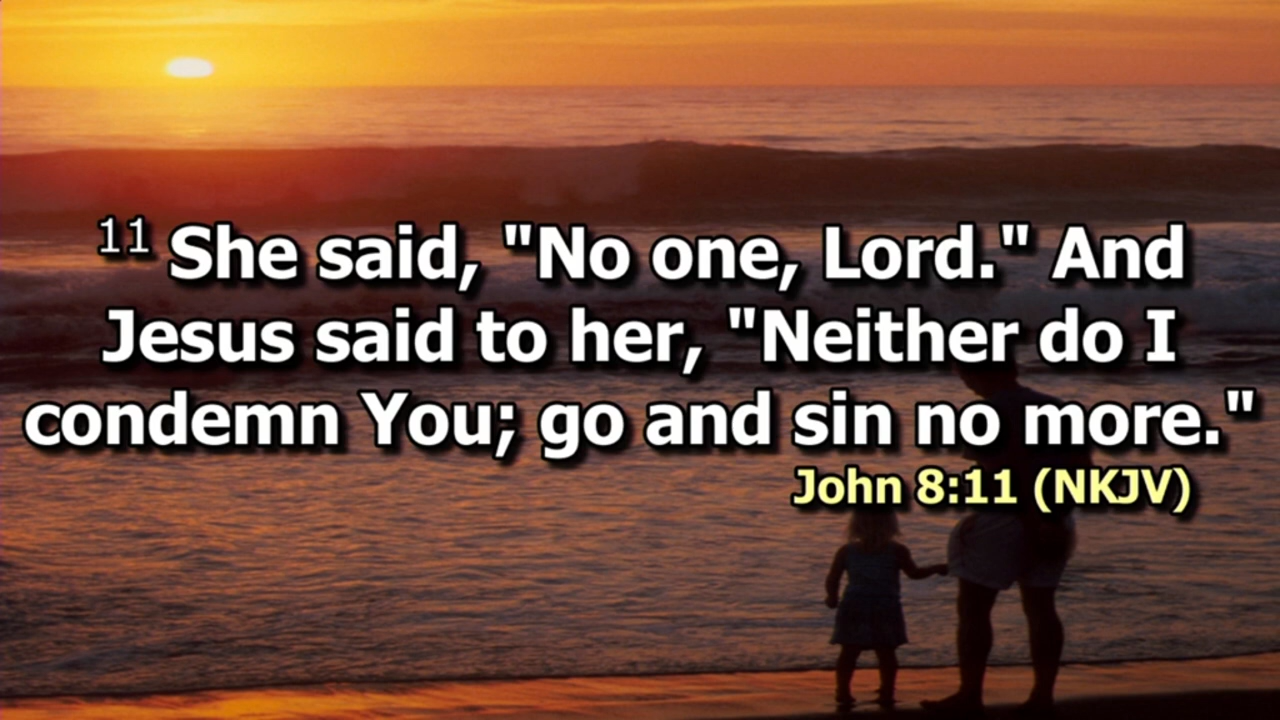 11 She said, "No one, Lord." And
Jesus said to her, "Neither do I
condemn You; go and sin no more."
John 8:11 (NKJV)